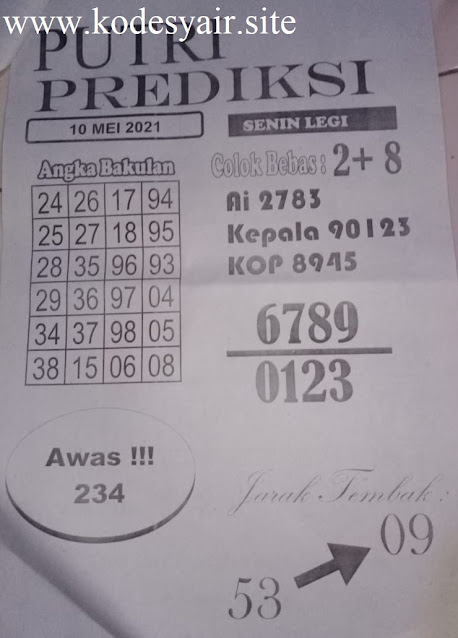 www.kodesyair.site
PUTRI
PREDIKSI
10 MEI 2021
SENIN LEGI
Angka Bakulan
24 26 17 94
25 27 18 95
28 35 96 93
29 36 97 04
34 37 98 05
38 15 06 08
Colok Bebas : 2+ 8
Ai 2783
Kepala 90123
KOP 8945
6789
0123
Awas !!!
234
Jarak Tembak :
53 09